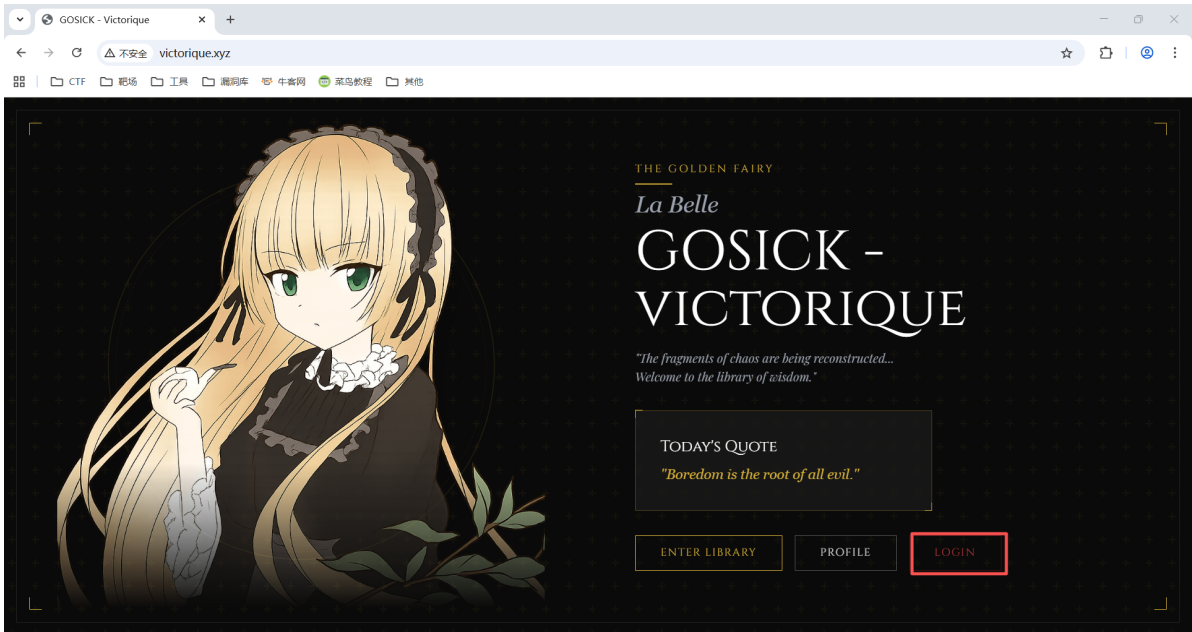 GOSICK - Victorique
不安全
victorique.xyz
CTF 靶场 工具 漏洞库 牛客网 菜鸟教程 其他
THE GOLDEN FAIRY
La Belle
GOSICK -
VICTORIQUE
"The fragments of chaos are being reconstructed...
Welcome to the library of wisdom."
TODAY'S QUOTE
"Boredom is the root of all evil."
ENTER LIBRARY PROFILE LOGIN